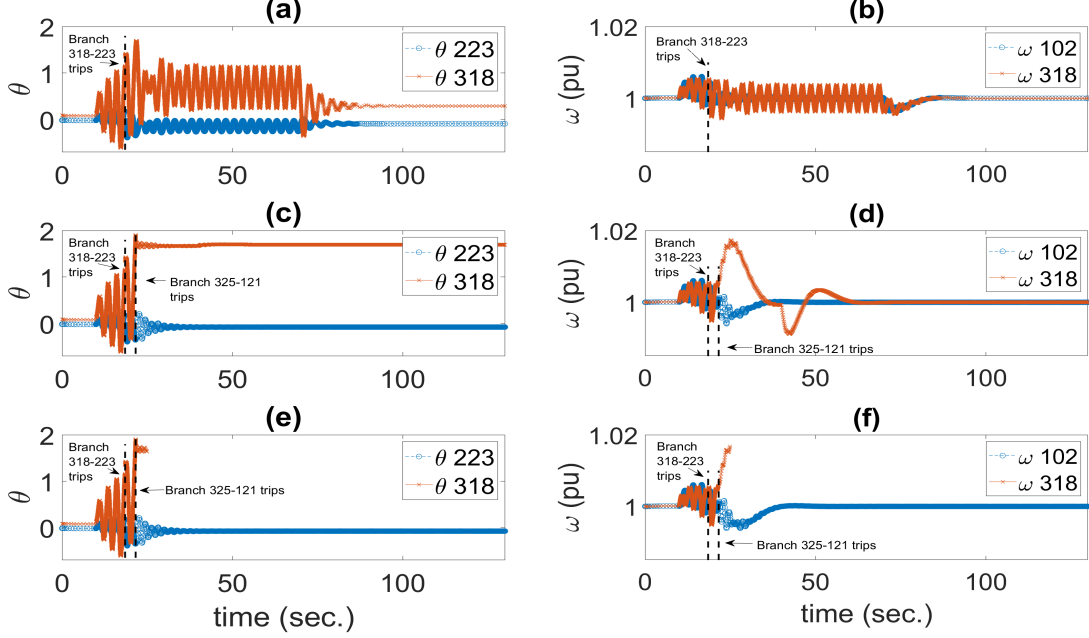 (a)
2
1
0
θ
Branch
318-223
trips
θ 223
θ 318
0
50
100
(b)
1.02
1
ω (pu)
Branch 318-223
trips
ω 102
ω 318
0
50
100
(c)
2
1
0
θ
Branch
318-223
trips
Branch 325-121
trips
θ 223
θ 318
0
50
100
(d)
1.02
1
ω (pu)
Branch
318-223
trips
Branch 325-121 trips
ω 102
ω 318
0
50
100
(e)
2
1
0
θ
Branch
318-223
trips
Branch 325-121 trips
θ 223
θ 318
0
50
100
time (sec.)
(f)
1.02
1
ω (pu)
Branch
318-223
trips
Branch 325-121 trips
ω 102
ω 318
0
50
100
time (sec.)